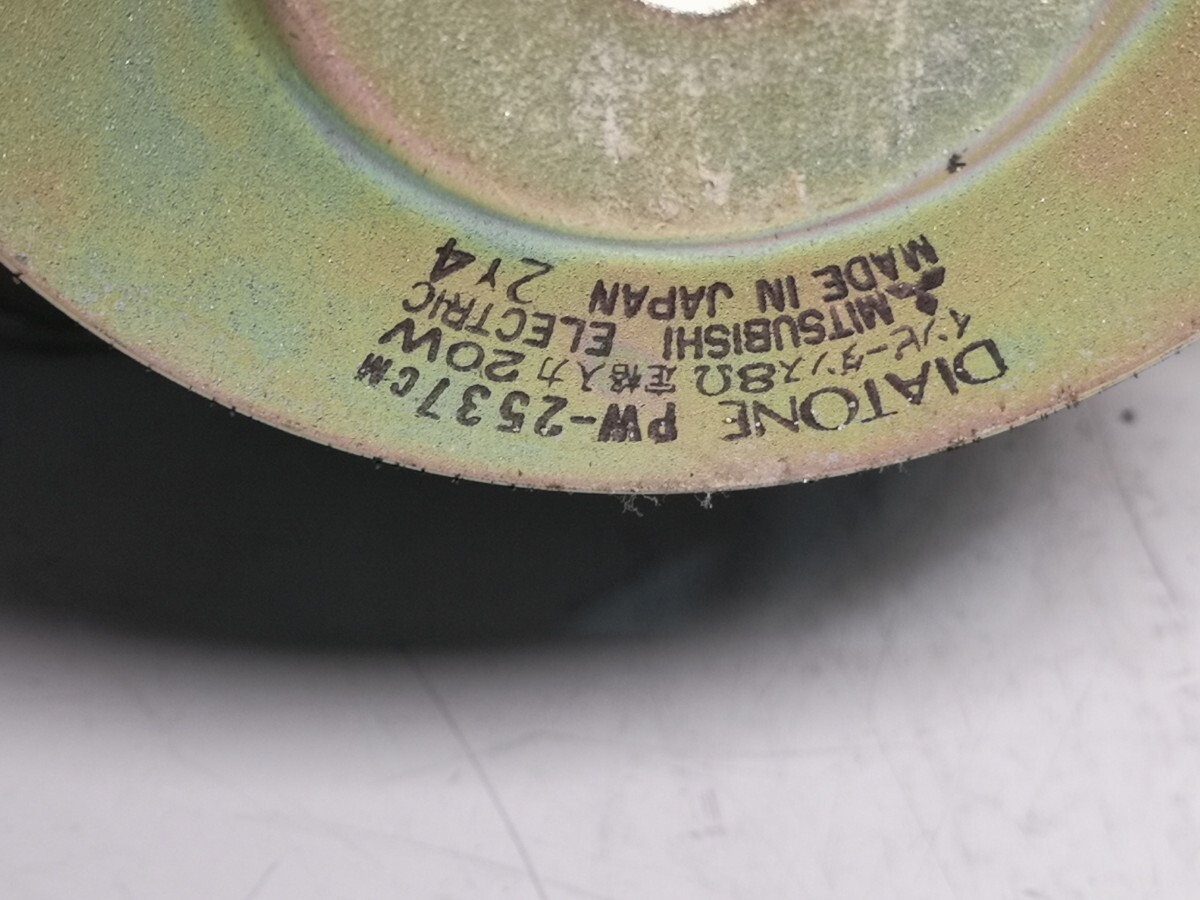 DIATONE PW-2537CM
インピーダンス8Ω 定格入力20W
MITSUBISHI ELECTRIC
MADE IN JAPAN 2Y4